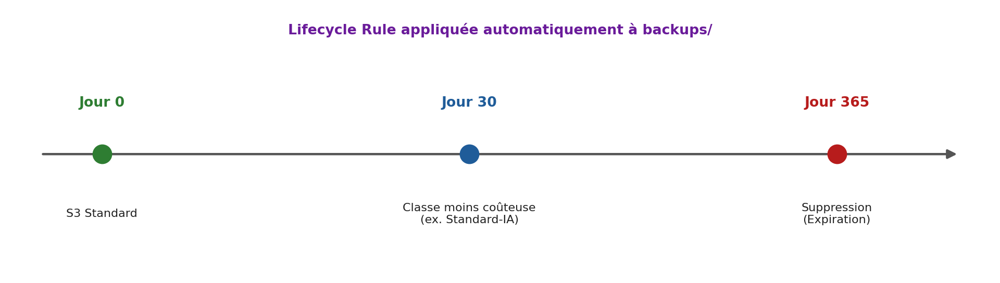 Lifecycle Rule appliquée automatiquement à backups/
Jour 0
Jour 30
Jour 365
S3 Standard
Classe moins coûteuse
(ex. Standard-IA)
Suppression
(Expiration)